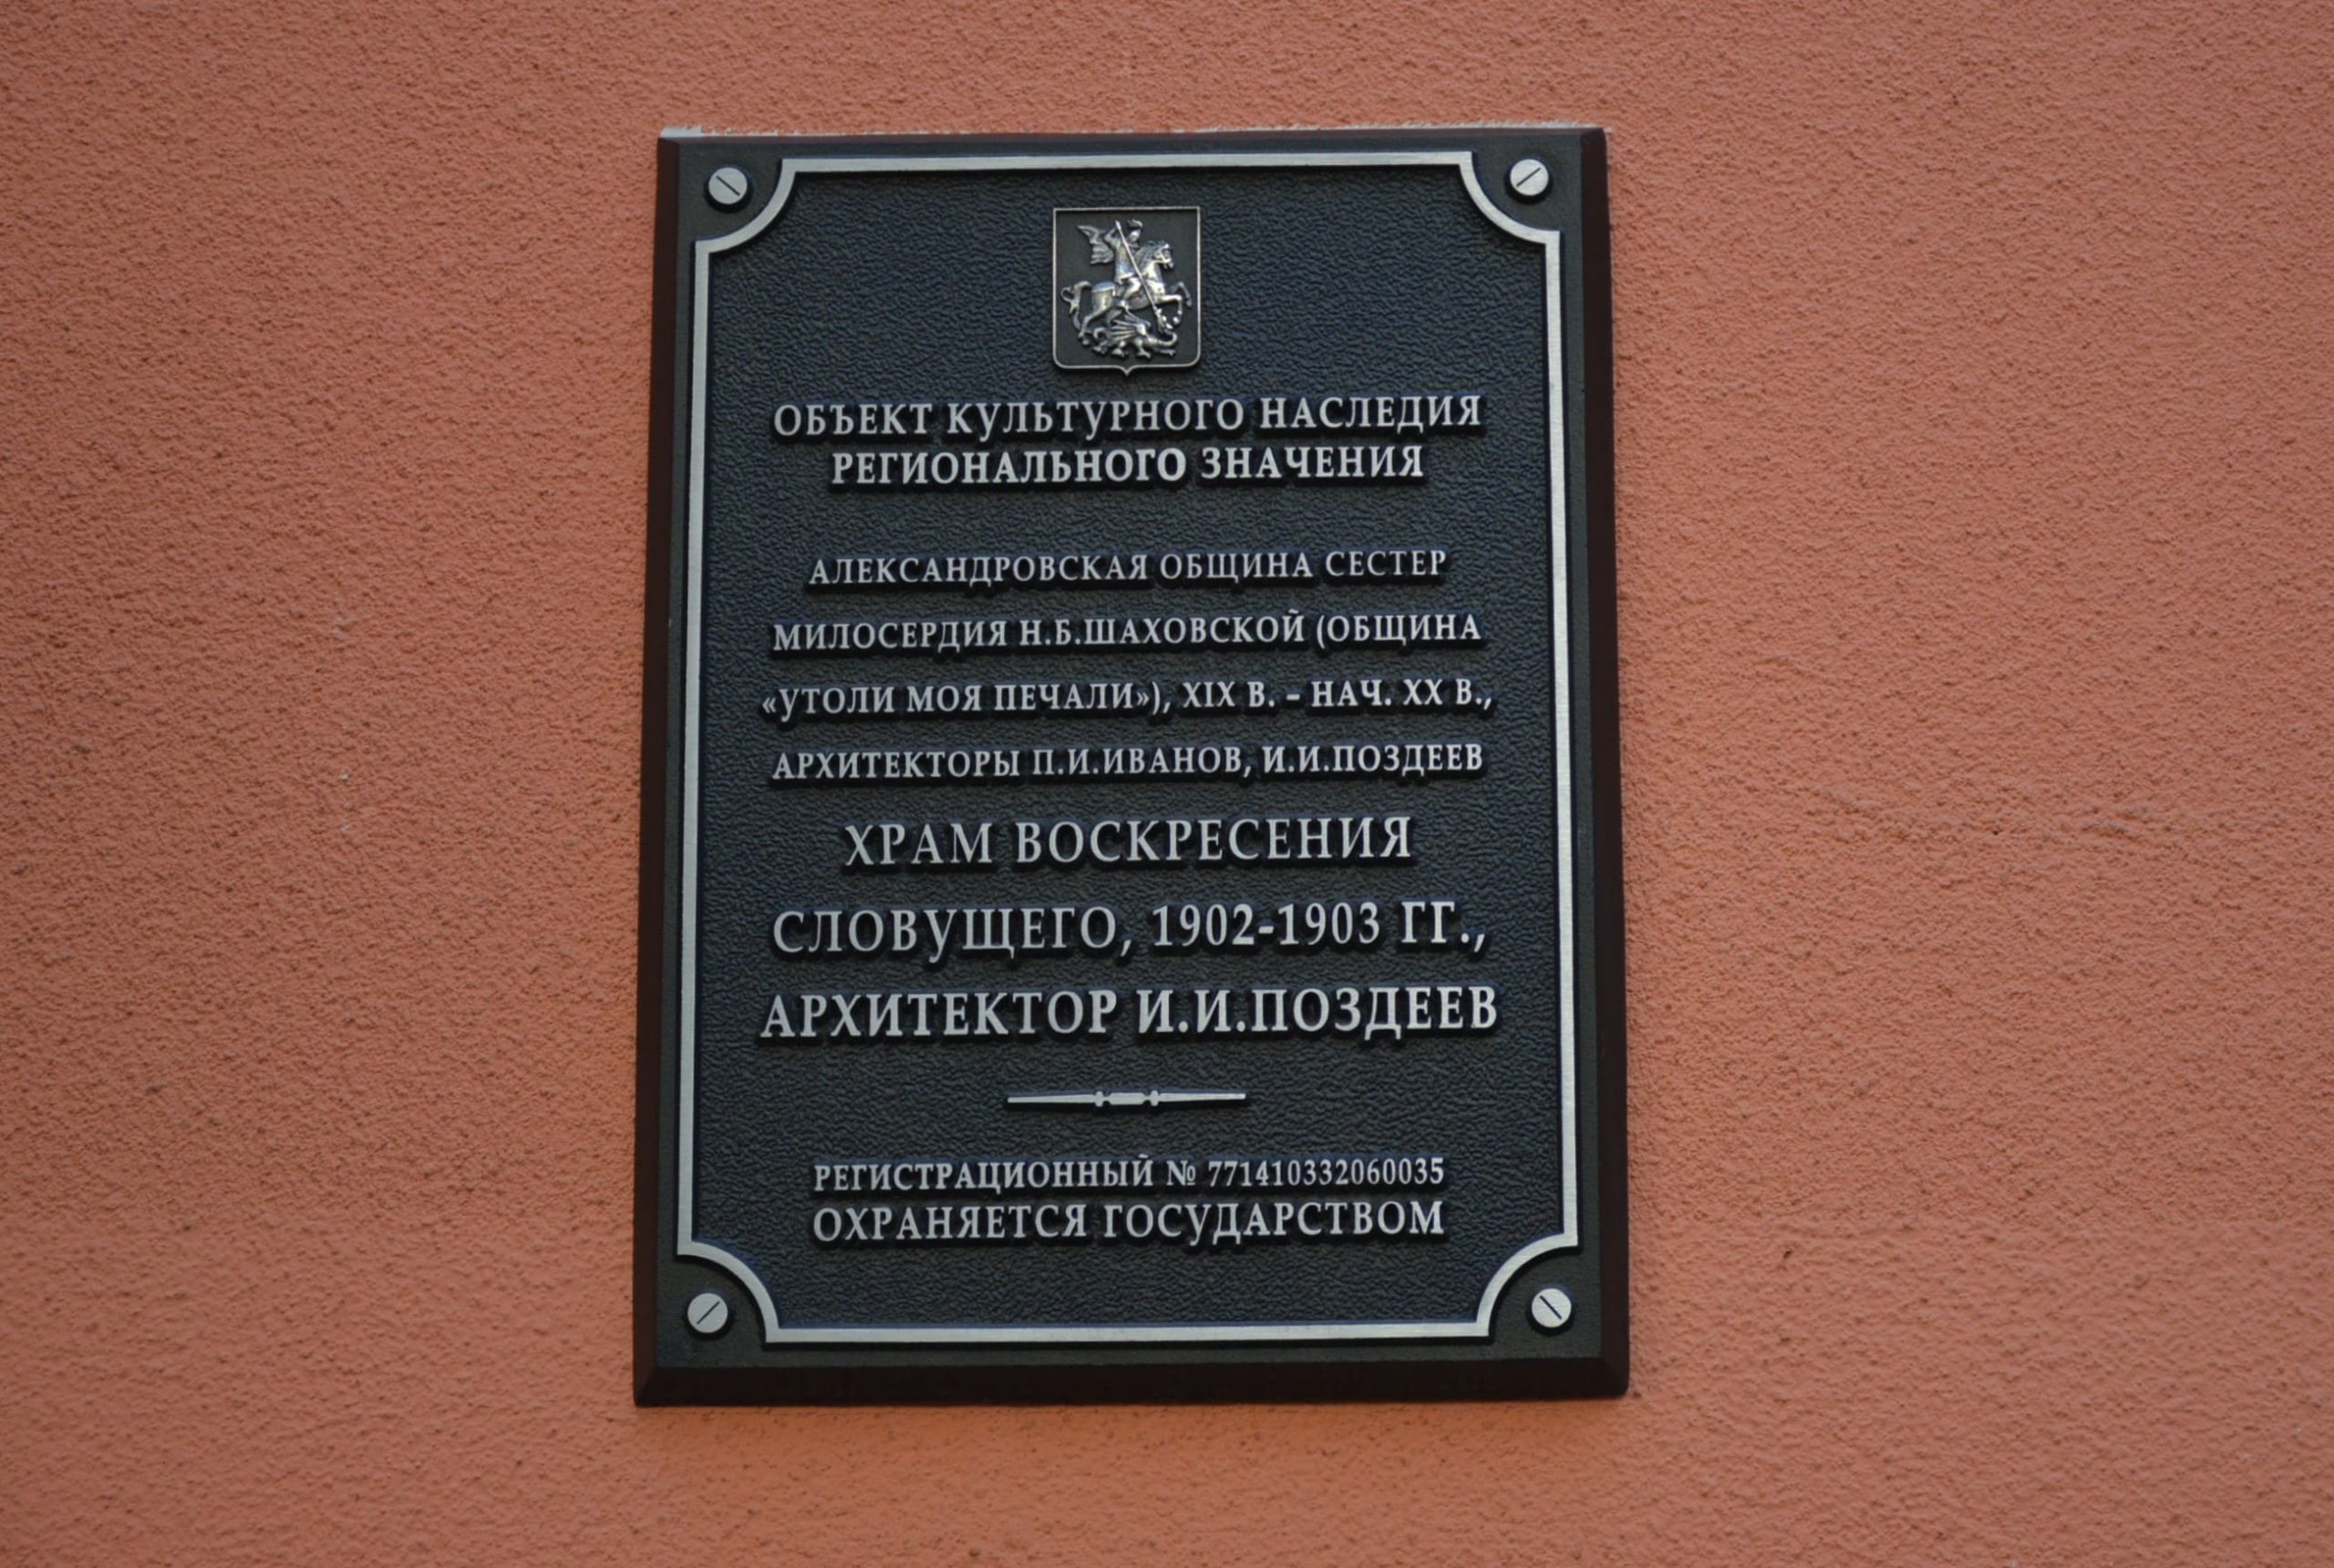 ОБЪЕКТ КУЛЬТУРНОГО НАСЛЕДИЯ
РЕГИОНАЛЬНОГО ЗНАЧЕНИЯ
АЛЕКСАНДРОВСКАЯ ОБЩИНА СЕСТЕР
МИЛОСЕРДИЯ Н.Б.ШАХОВСКОЙ (ОБЩИНА
«УТОЛИ МОЯ ПЕЧАЛИ»), XIX В. – НАЧ. XX В.,
АРХИТЕКТОРЫ П.И.ИВАНОВ, И.И.ПОЗДЕЕВ
ХРАМ ВОСКРЕСЕНИЯ
СЛОВУЩЕГО, 1902-1903 ГГ.,
АРХИТЕКТОР И.И.ПОЗДЕЕВ
РЕГИСТРАЦИОННЫЙ № 771410332060035
ОХРАНЯЕТСЯ ГОСУДАРСТВОМ